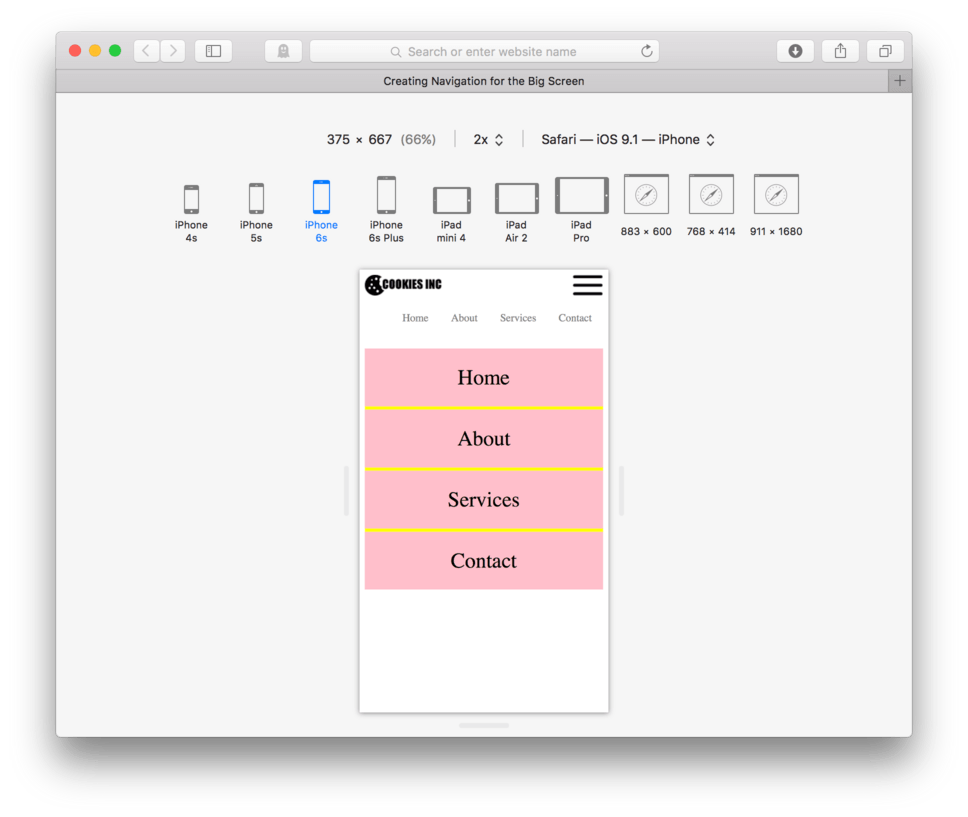 Search or enter website name
Creating Navigation for the Big Screen
375 × 667 (66%) 2x Safari — iOS 9.1 — iPhone
iPhone 4s
iPhone 5s
iPhone 6s
iPhone 6s Plus
iPad mini 4
iPad Air 2
iPad Pro
883 × 600
768 × 414
911 × 1680
COOKIES INC
Home About Services Contact
Home
About
Services
Contact